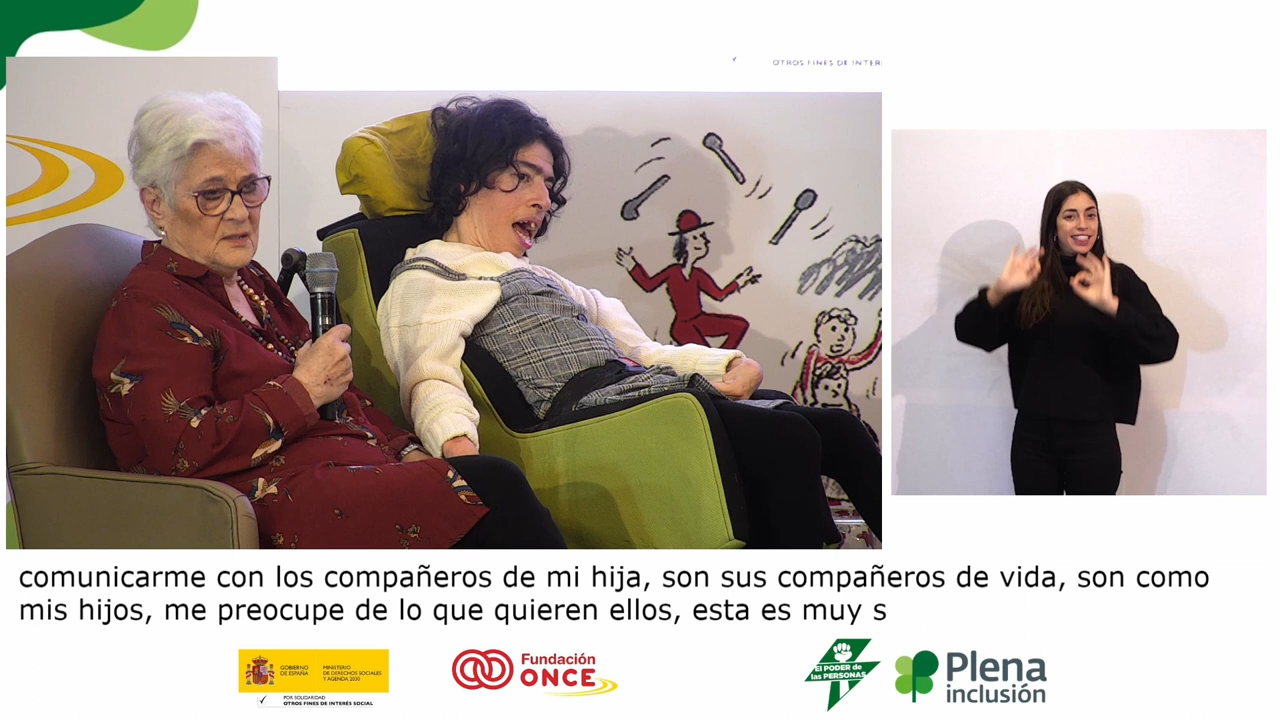 OTROS FINES DE INTER
comunicarme con los compañeros de mi hija, son sus compañeros de vida, son como
mis hijos, me preocupe de lo que quieren ellos, esta es muy s
GOBIERNO
DE ESPAÑA
MINISTERIO
DE DERECHOS SOCIALES
Y AGENDA 2030
POR SOLIDARIDAD
OTROS FINES DE INTERÉS SOCIAL
Fundación
ONCE
El PODER de
las PERSONAS
Plena
inclusión